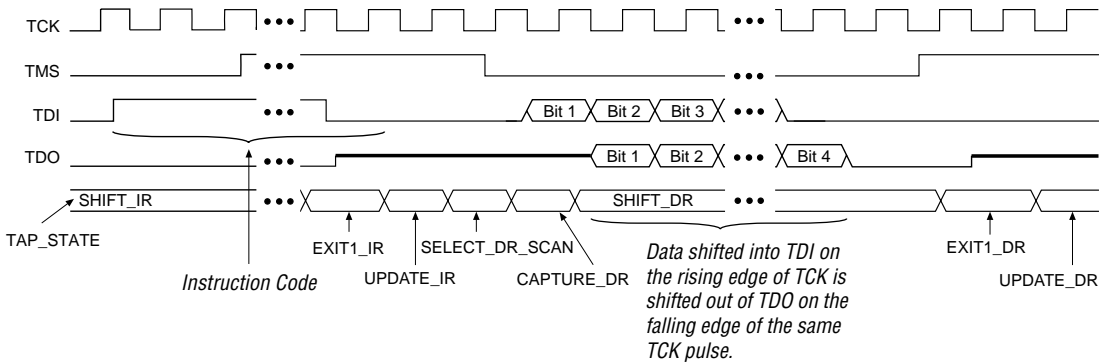 TCK
TMS
TDI
Bit 1 Bit 2 Bit 3
TDO
Bit 1 Bit 2 Bit 4
SHIFT_IR SHIFT_DR
TAP_STATE
EXIT1_IR SELECT_DR_SCAN EXIT1_DR
Instruction Code UPDATE_IR CAPTURE_DR UPDATE_DR
Data shifted into TDI on
the rising edge of TCK is
shifted out of TDO on the
falling edge of the same
TCK pulse.